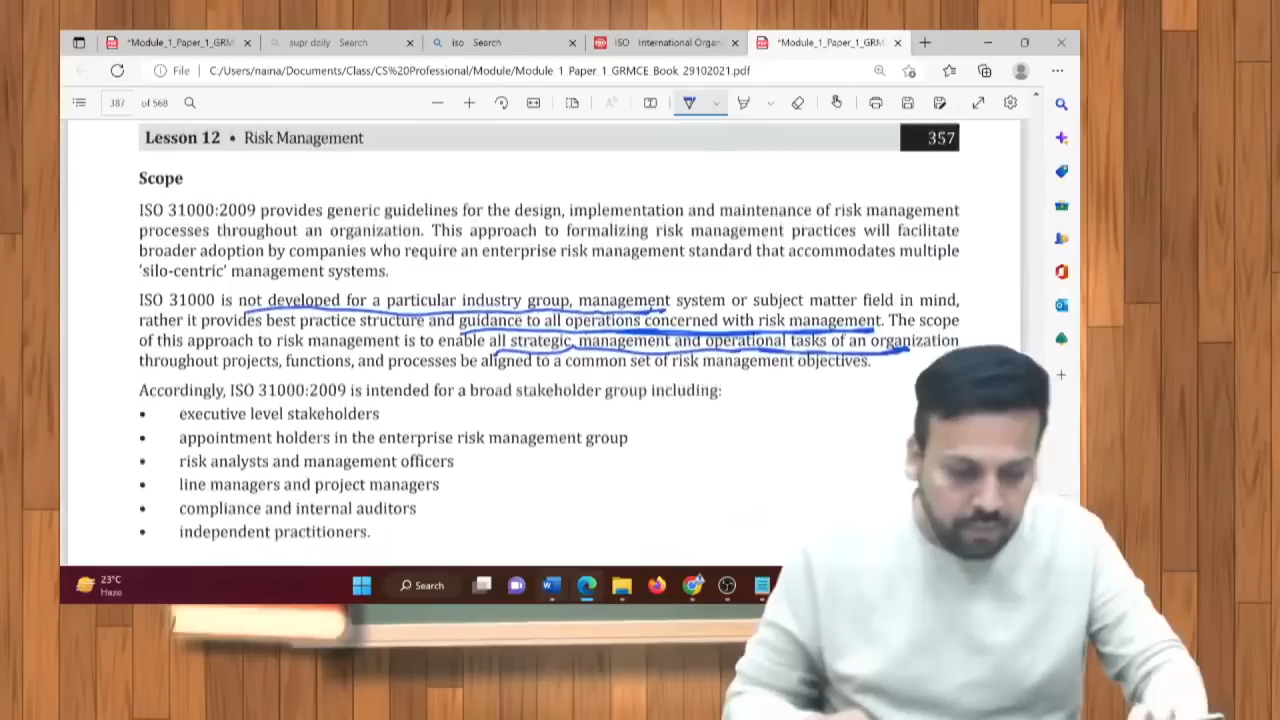 *Module_1_Paper_1_GRM
supr daily Search
iso Search
ISO International Organ
*Module_1_Paper_1_GRM
File C:/Users/naina/Documents/Class/CS%20Professional/Module/Module_1_Paper_1_GRMCE_Book_29102021.pdf
387 of 568
Lesson 12 • Risk Management 357
Scope
ISO 31000:2009 provides generic guidelines for the design, implementation and maintenance of risk management
processes throughout an organization. This approach to formalizing risk management practices will facilitate
broader adoption by companies who require an enterprise risk management standard that accommodates multiple
‘silo-centric’ management systems.
ISO 31000 is not developed for a particular industry group, management system or subject matter field in mind,
rather it provides best practice structure and guidance to all operations concerned with risk management. The scope
of this approach to risk management is to enable all strategic, management and operational tasks of an organization
throughout projects, functions, and processes be aligned to a common set of risk management objectives.
Accordingly, ISO 31000:2009 is intended for a broad stakeholder group including:
• executive level stakeholders
• appointment holders in the enterprise risk management group
• risk analysts and management officers
• line managers and project managers
• compliance and internal auditors
• independent practitioners.
23°C
Haze
Search